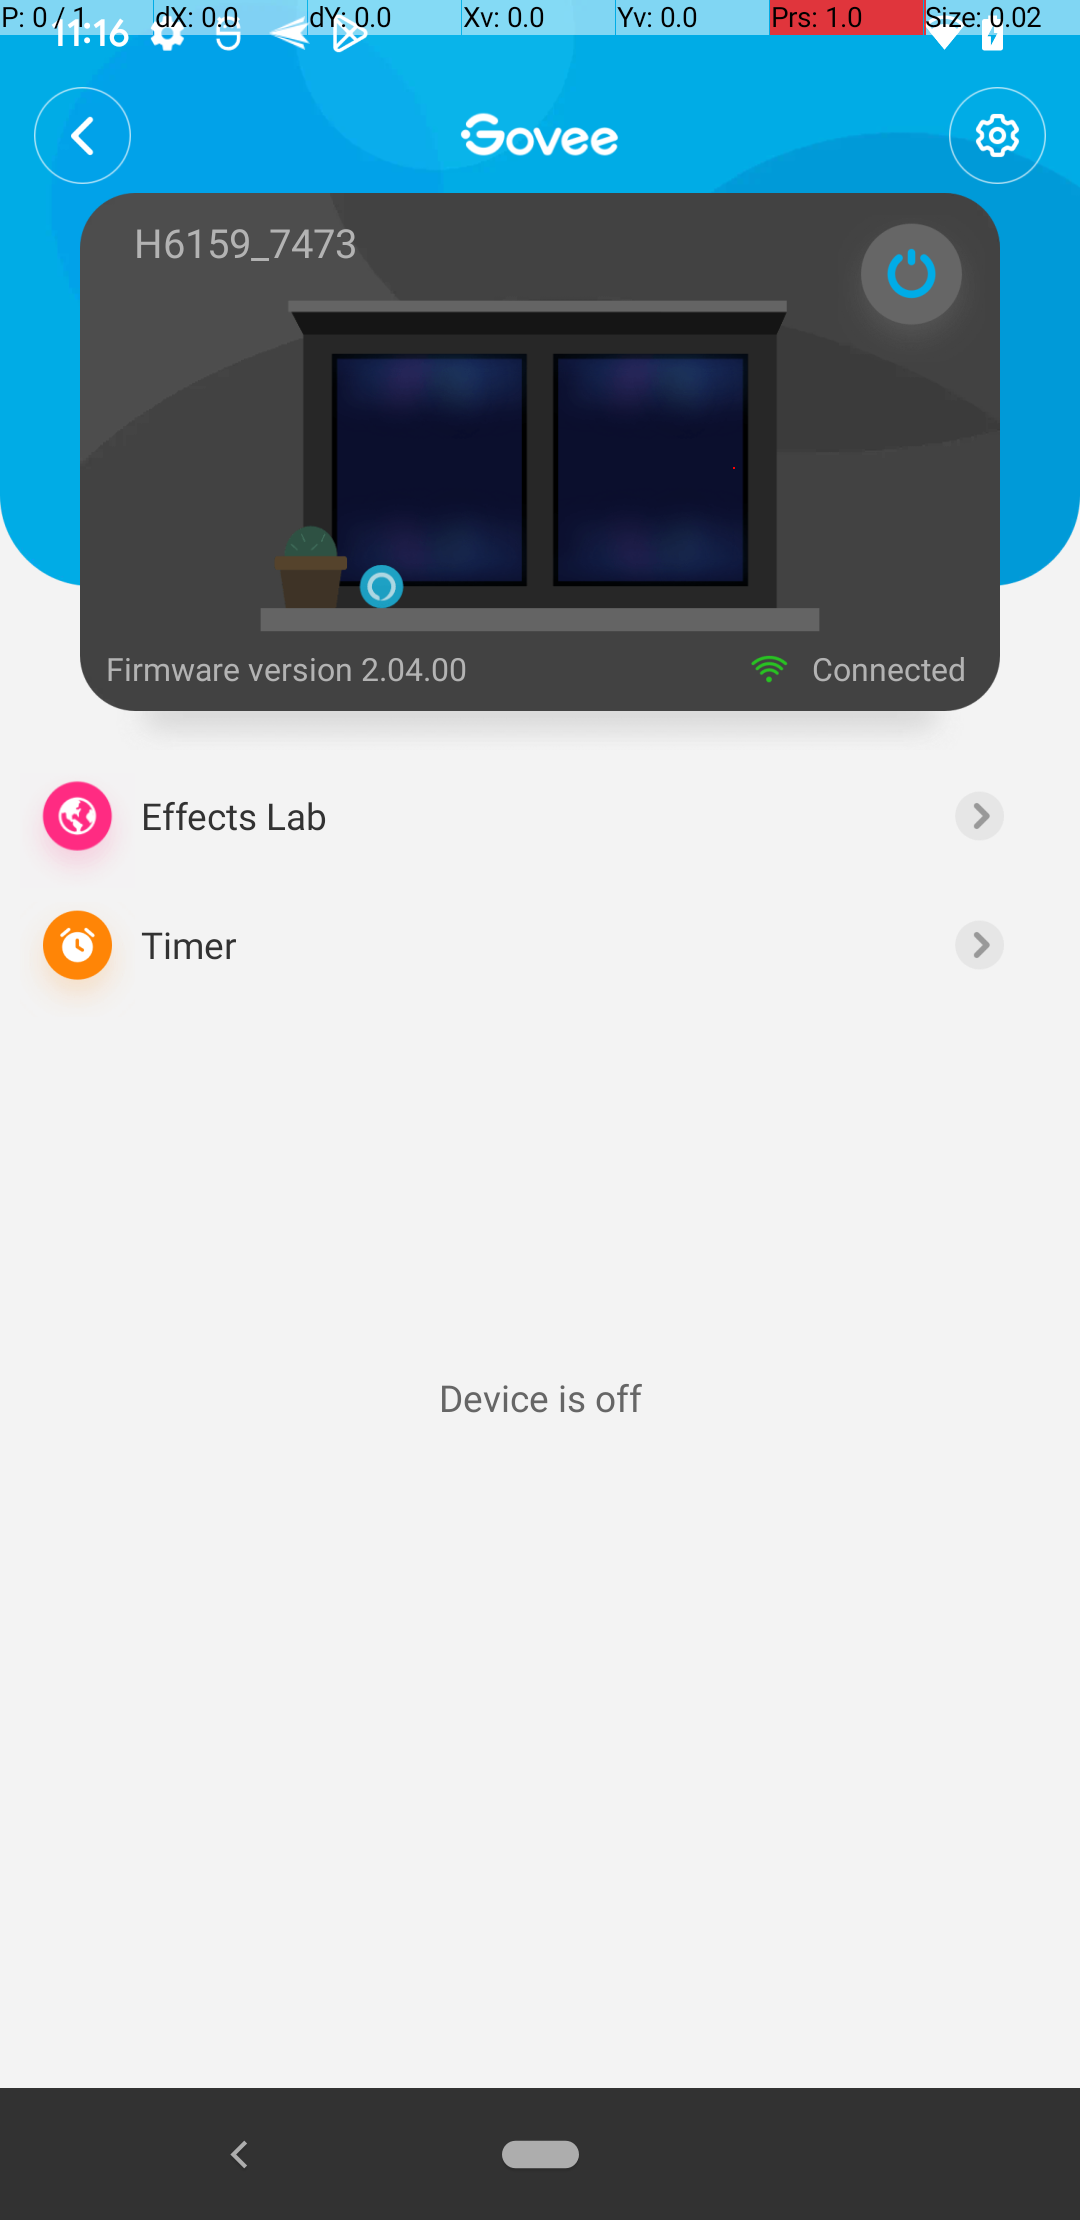 P: 0 / 1 dX: 0.0 dY: 0.0 Xv: 0.0 Yv: 0.0 Prs: 1.0 Size: 0.02
11:16
Govee
H6159_7473
Firmware version 2.04.00 Connected
Effects Lab
Timer
Device is off